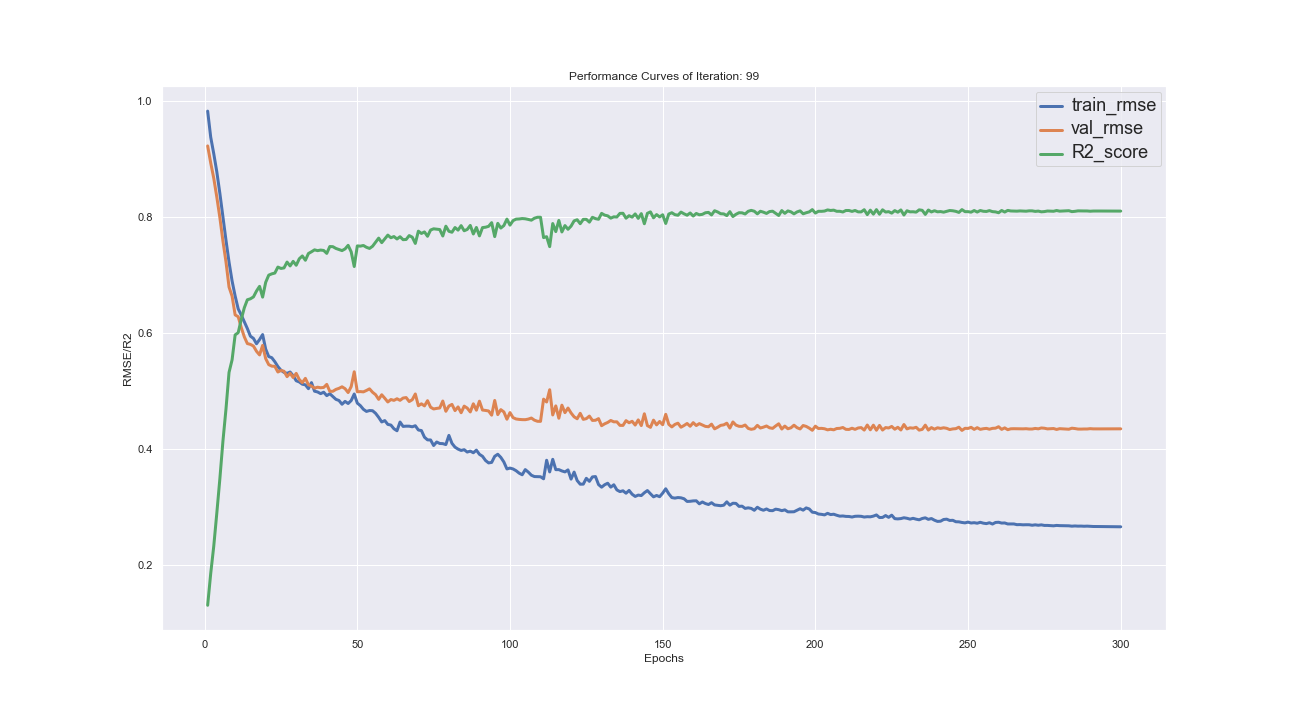 Performance Curves of Iteration: 99
train_rmse
val_rmse
R2_score
1.0
0.8
0.6
0.4
0.2
RMSE/R2
0
50
100
150
200
250
300
Epochs